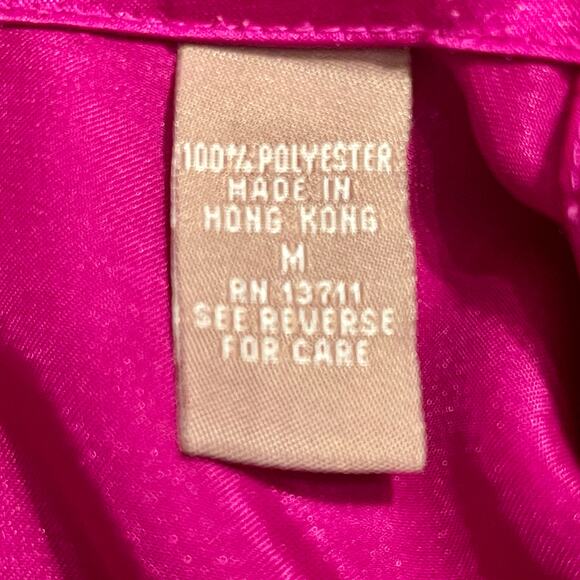 100% POLYESTER
MADE IN
HONG KONG
M
RN 13711
SEE REVERSE
FOR CARE